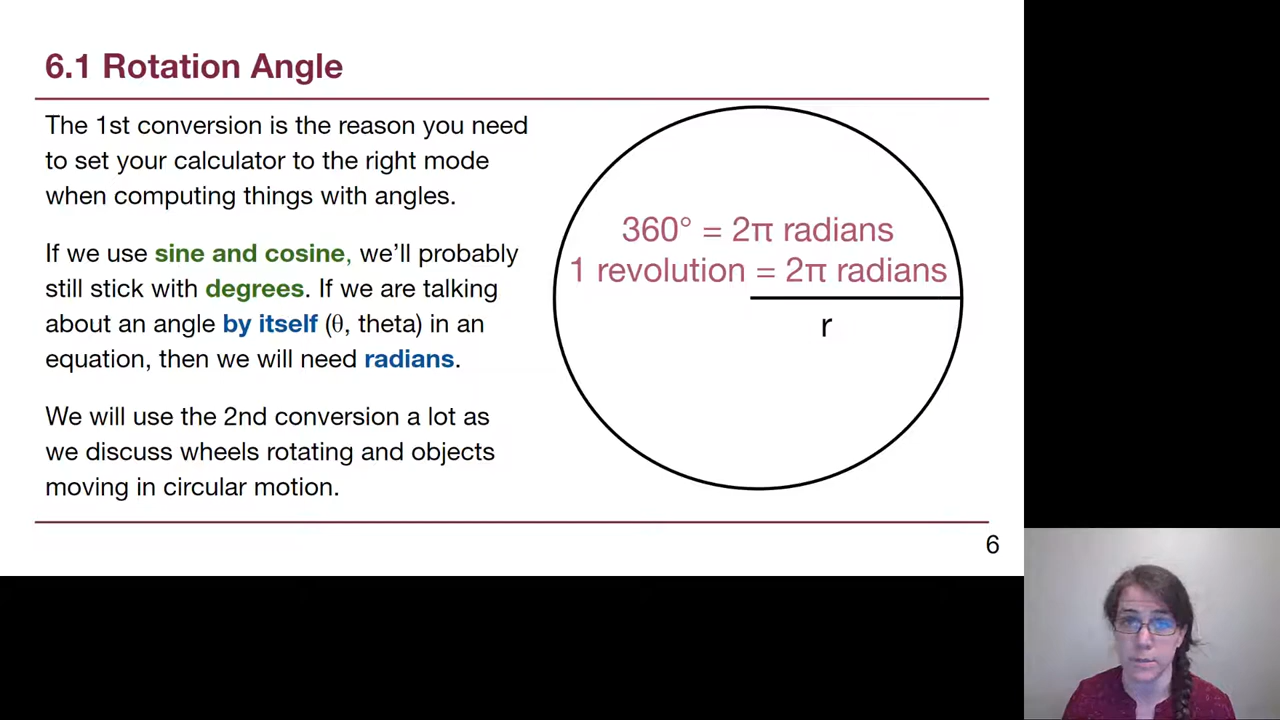 6.1 Rotation Angle
The 1st conversion is the reason you need
to set your calculator to the right mode
when computing things with angles.
If we use sine and cosine, we’ll probably
still stick with degrees. If we are talking
about an angle by itself (θ, theta) in an
equation, then we will need radians.
We will use the 2nd conversion a lot as
we discuss wheels rotating and objects
moving in circular motion.
360° = 2π radians
1 revolution = 2π radians
r
6